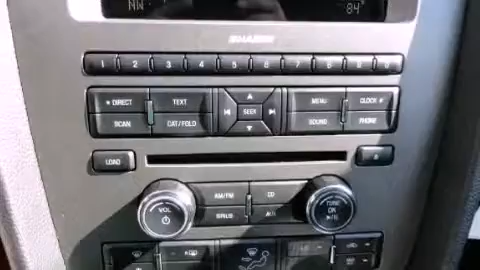 NW 84°
SHAKER
1 2 3 4 5 6 7 8 9 0
* DIRECT TEXT MENU CLOCK #
SEEK
SCAN CAT/FOLD SOUND PHONE
LOAD
AM/FM CD
VOL TUNE
SIRIUS AUX ON